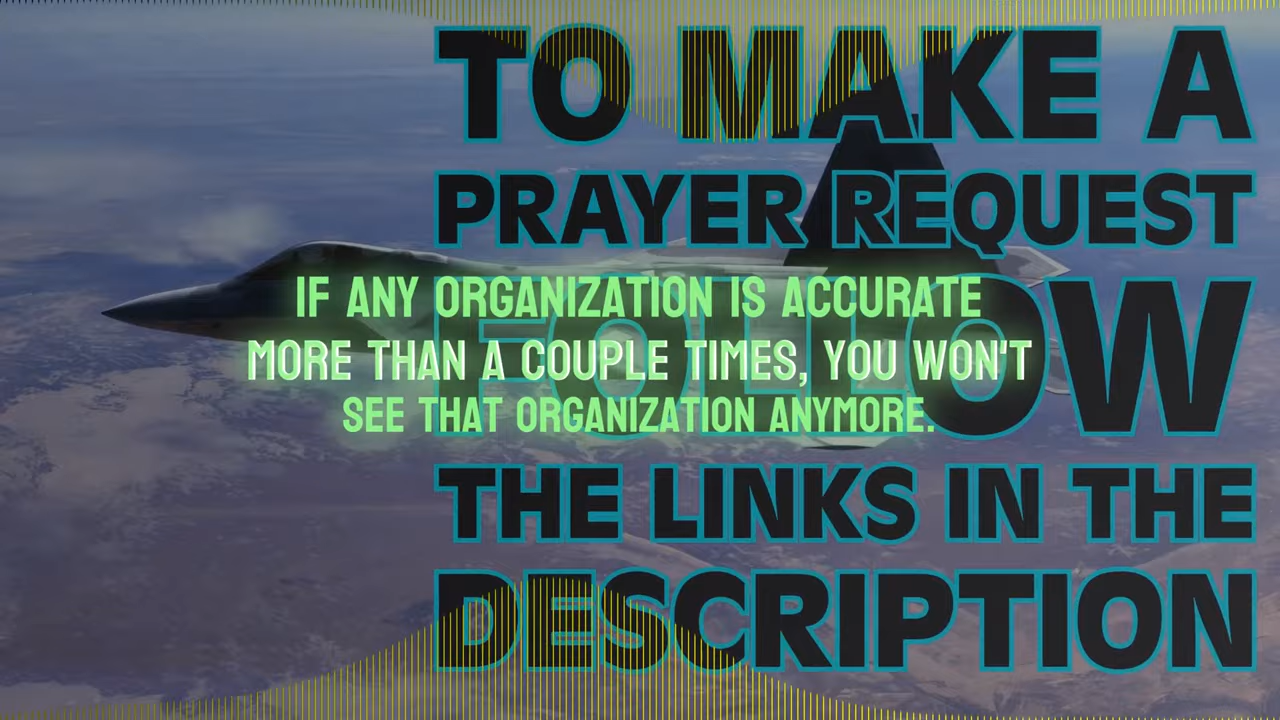 TO MAKE A
PRAYER REQUEST
FOLLOW
THE LINKS IN THE
DESCRIPTION
IF ANY ORGANIZATION IS ACCURATE
MORE THAN A COUPLE TIMES, YOU WON'T
SEE THAT ORGANIZATION ANYMORE.